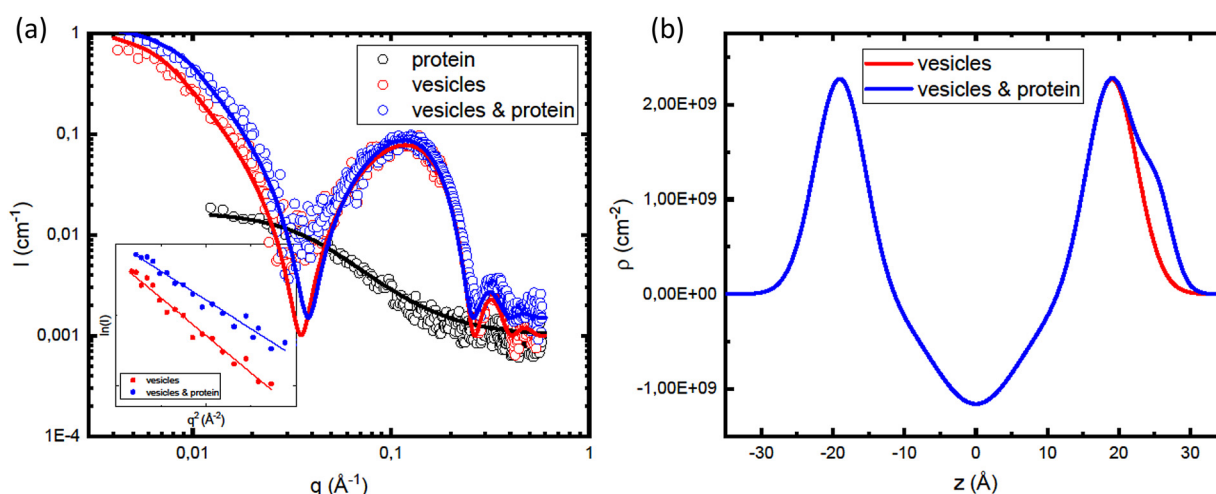 (a)
1
0,1
0,01
0,001
1E-4
I (cm⁻¹)
protein
vesicles
vesicles & protein
ln(I)
vesicles
vesicles & protein
q² (Å⁻²)
0,01
0,1
1
q (Å⁻¹)
(b)
2,00E+09
1,00E+09
0,00E+00
-1,00E+09
ρ (cm⁻²)
vesicles
vesicles & protein
-30
-20
-10
0
10
20
30
z (Å)